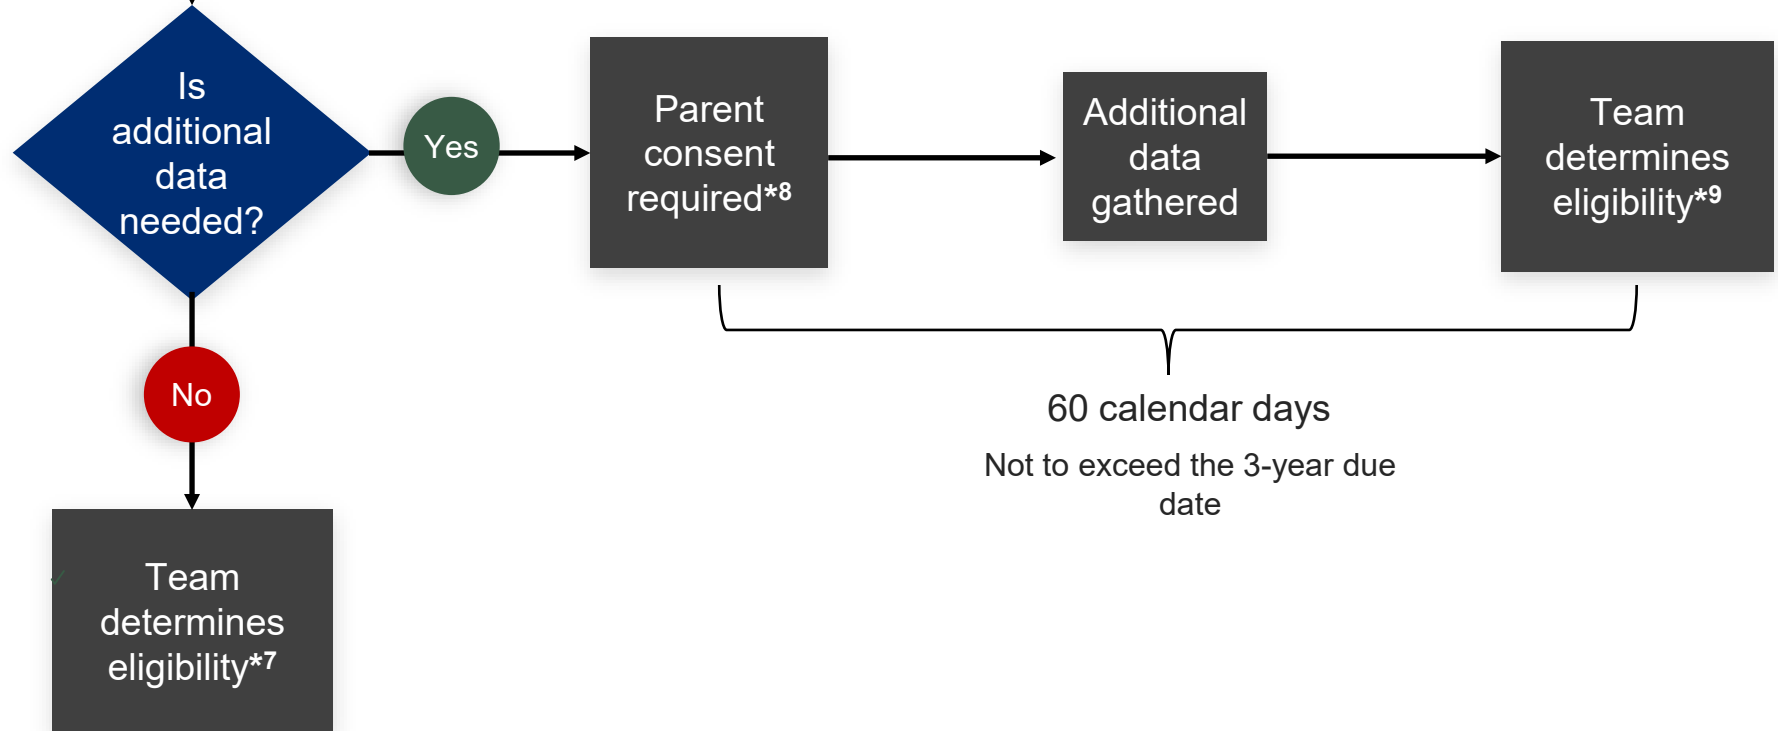 Is
additional
data
needed?
Yes
Parent
consent
required*8
Additional
data
gathered
Team
determines
eligibility*9
60 calendar days
Not to exceed the 3-year due
date
No
Team
determines
eligibility*7